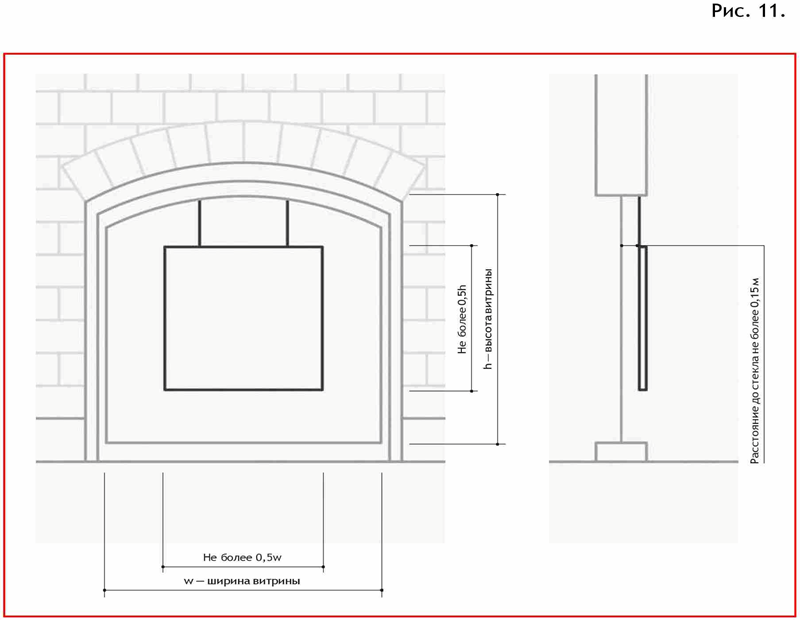 Рис. 11.
Не более 0,5h
h — высота витрины
Расстояние до стекла не более 0,15 м
Не более 0,5w
w — ширина витрины